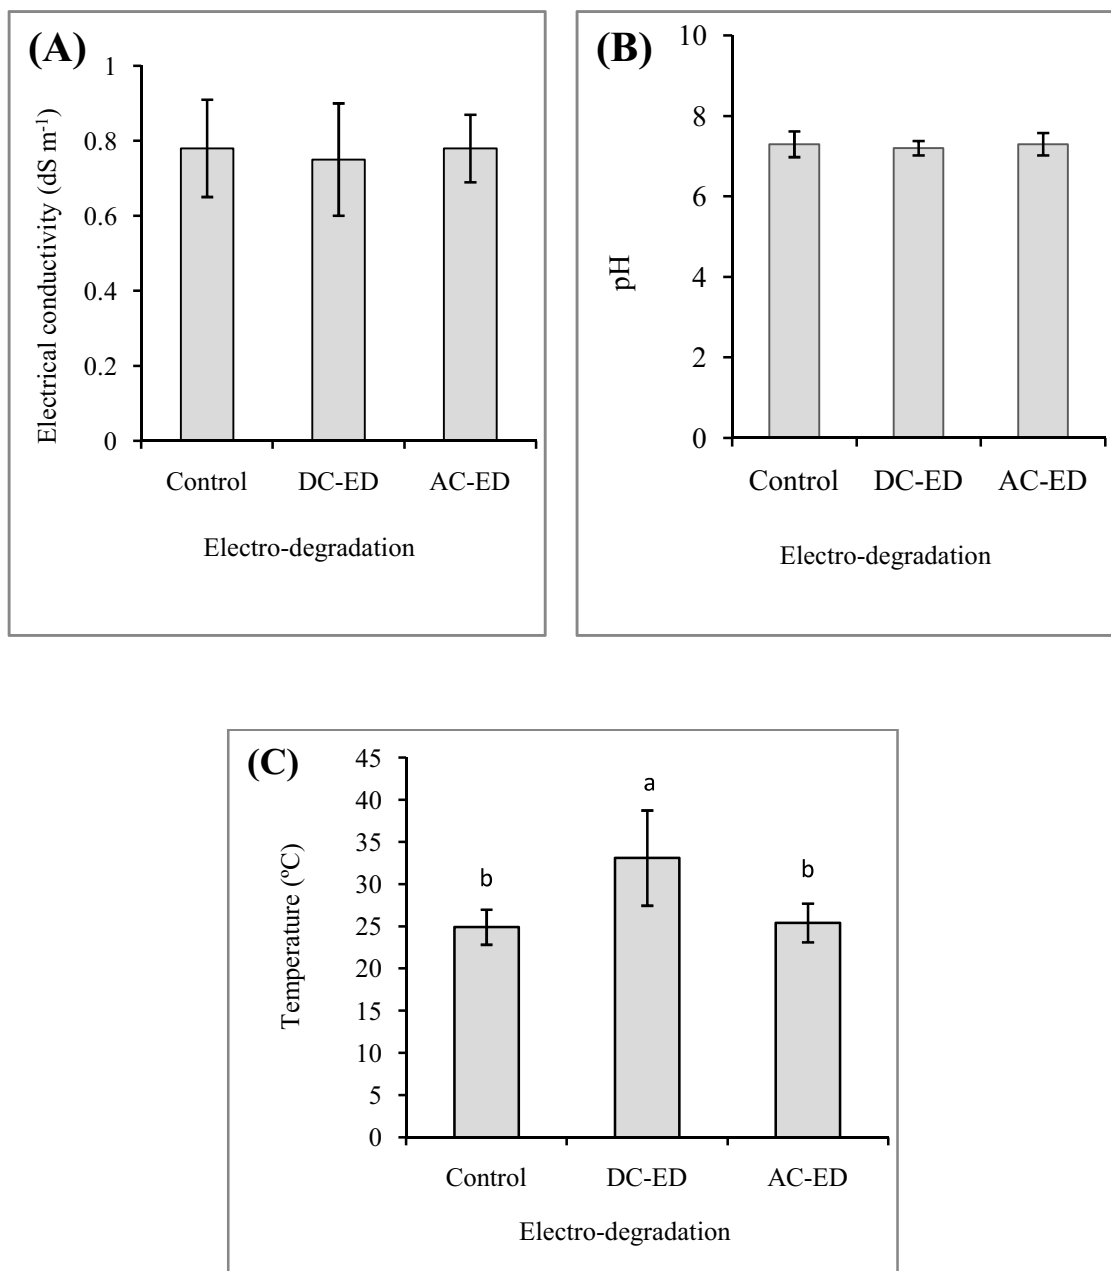 (A)
Electrical conductivity (dS m⁻¹)
1
0.8
0.6
0.4
0.2
0
Control DC-ED AC-ED
Electro-degradation
(B)
pH
10
8
6
4
2
0
Control DC-ED AC-ED
Electro-degradation
(C)
Temperature (ºC)
45
40
35
30
25
20
15
10
5
0
b
a
b
Control DC-ED AC-ED
Electro-degradation